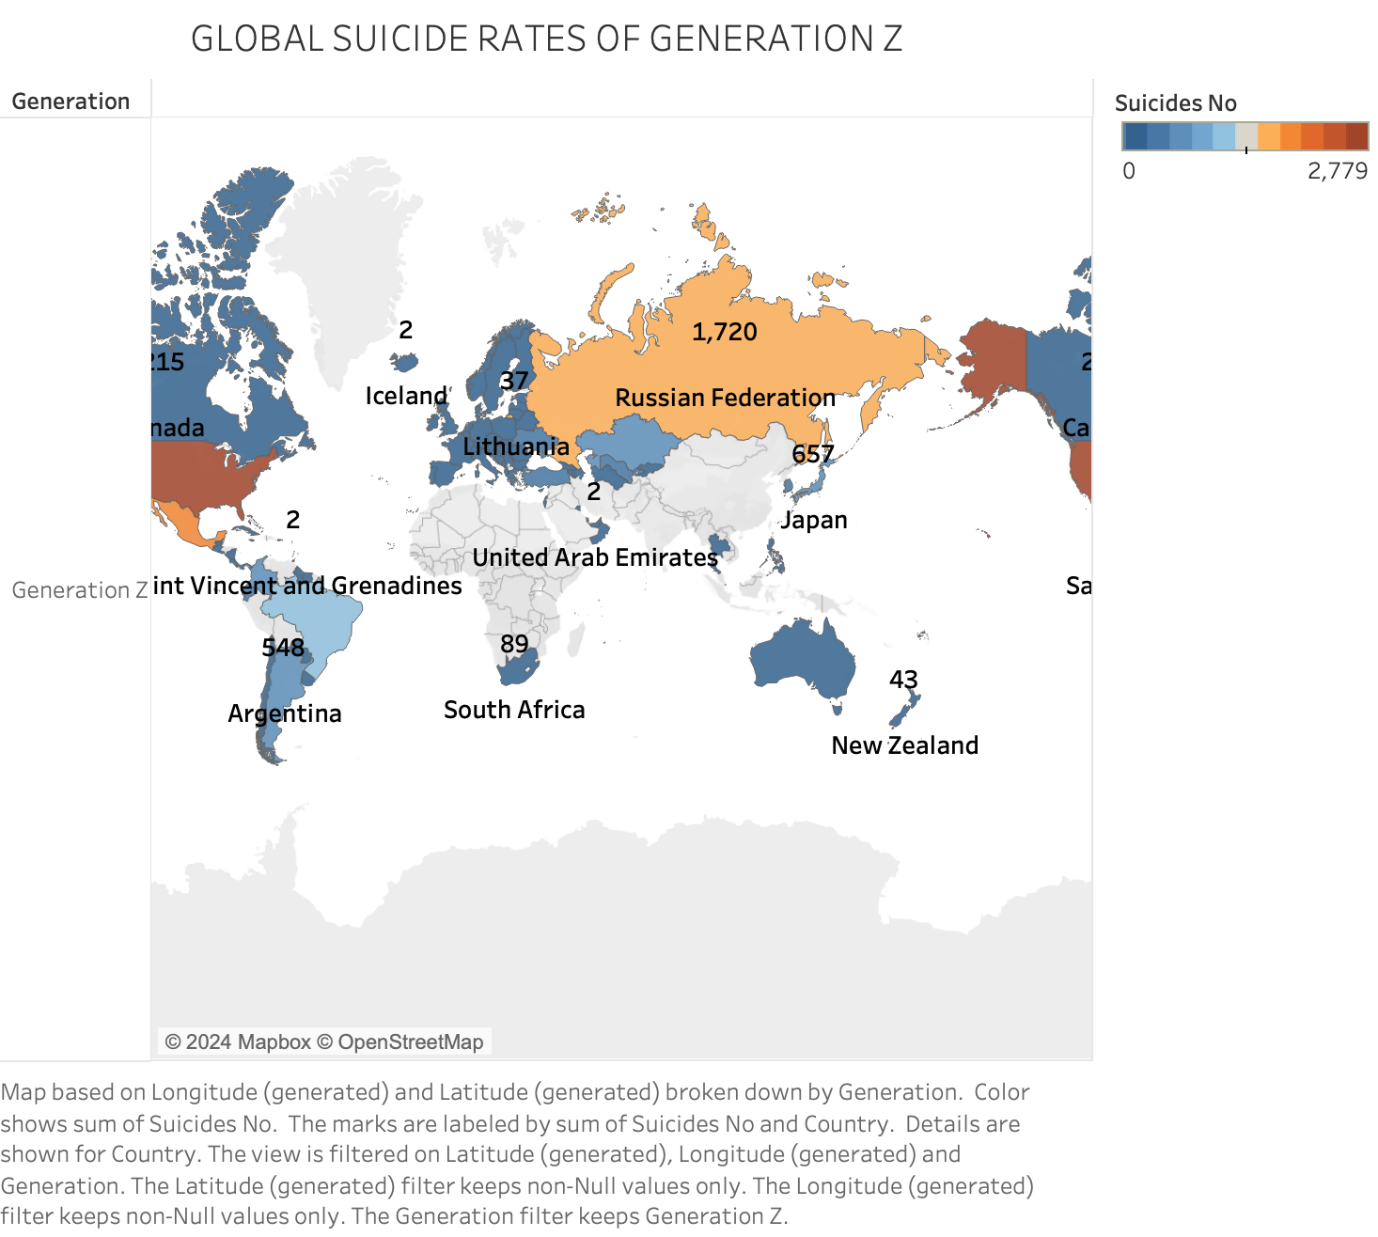 GLOBAL SUICIDE RATES OF GENERATION Z
Generation
Suicides No
0
2,779
2
1,720
215
37
2
Iceland
Russian Federation
nada
Ca
Lithuania
657
2
2
Japan
United Arab Emirates
Generation Z
int Vincent and Grenadines
Sa
548
89
43
Argentina
South Africa
New Zealand
© 2024 Mapbox © OpenStreetMap
Map based on Longitude (generated) and Latitude (generated) broken down by Generation. Color
shows sum of Suicides No. The marks are labeled by sum of Suicides No and Country. Details are
shown for Country. The view is filtered on Latitude (generated), Longitude (generated) and
Generation. The Latitude (generated) filter keeps non-Null values only. The Longitude (generated)
filter keeps non-Null values only. The Generation filter keeps Generation Z.